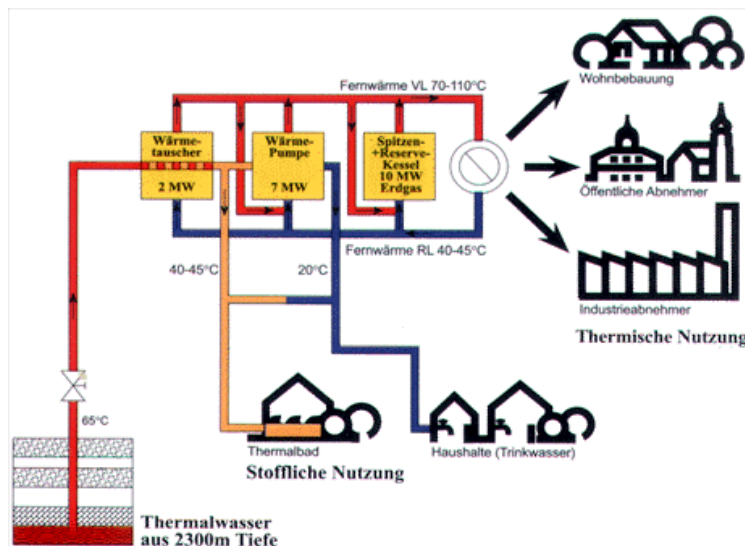 Fernwärme VL 70-110°C
Wohnbebauung
Wärme-
tauscher
2 MW
Wärme-
Pumpe
7 MW
Spitzen-
+Reserve-
Kessel
10 MW
Erdgas
Öffentliche Abnehmer
Fernwärme RL 40-45°C
40-45°C
20°C
Industrieabnehmer
Thermische Nutzung
65°C
Thermalbad
Haushalte (Trinkwasser)
Stoffliche Nutzung
Thermalwasser
aus 2300m Tiefe